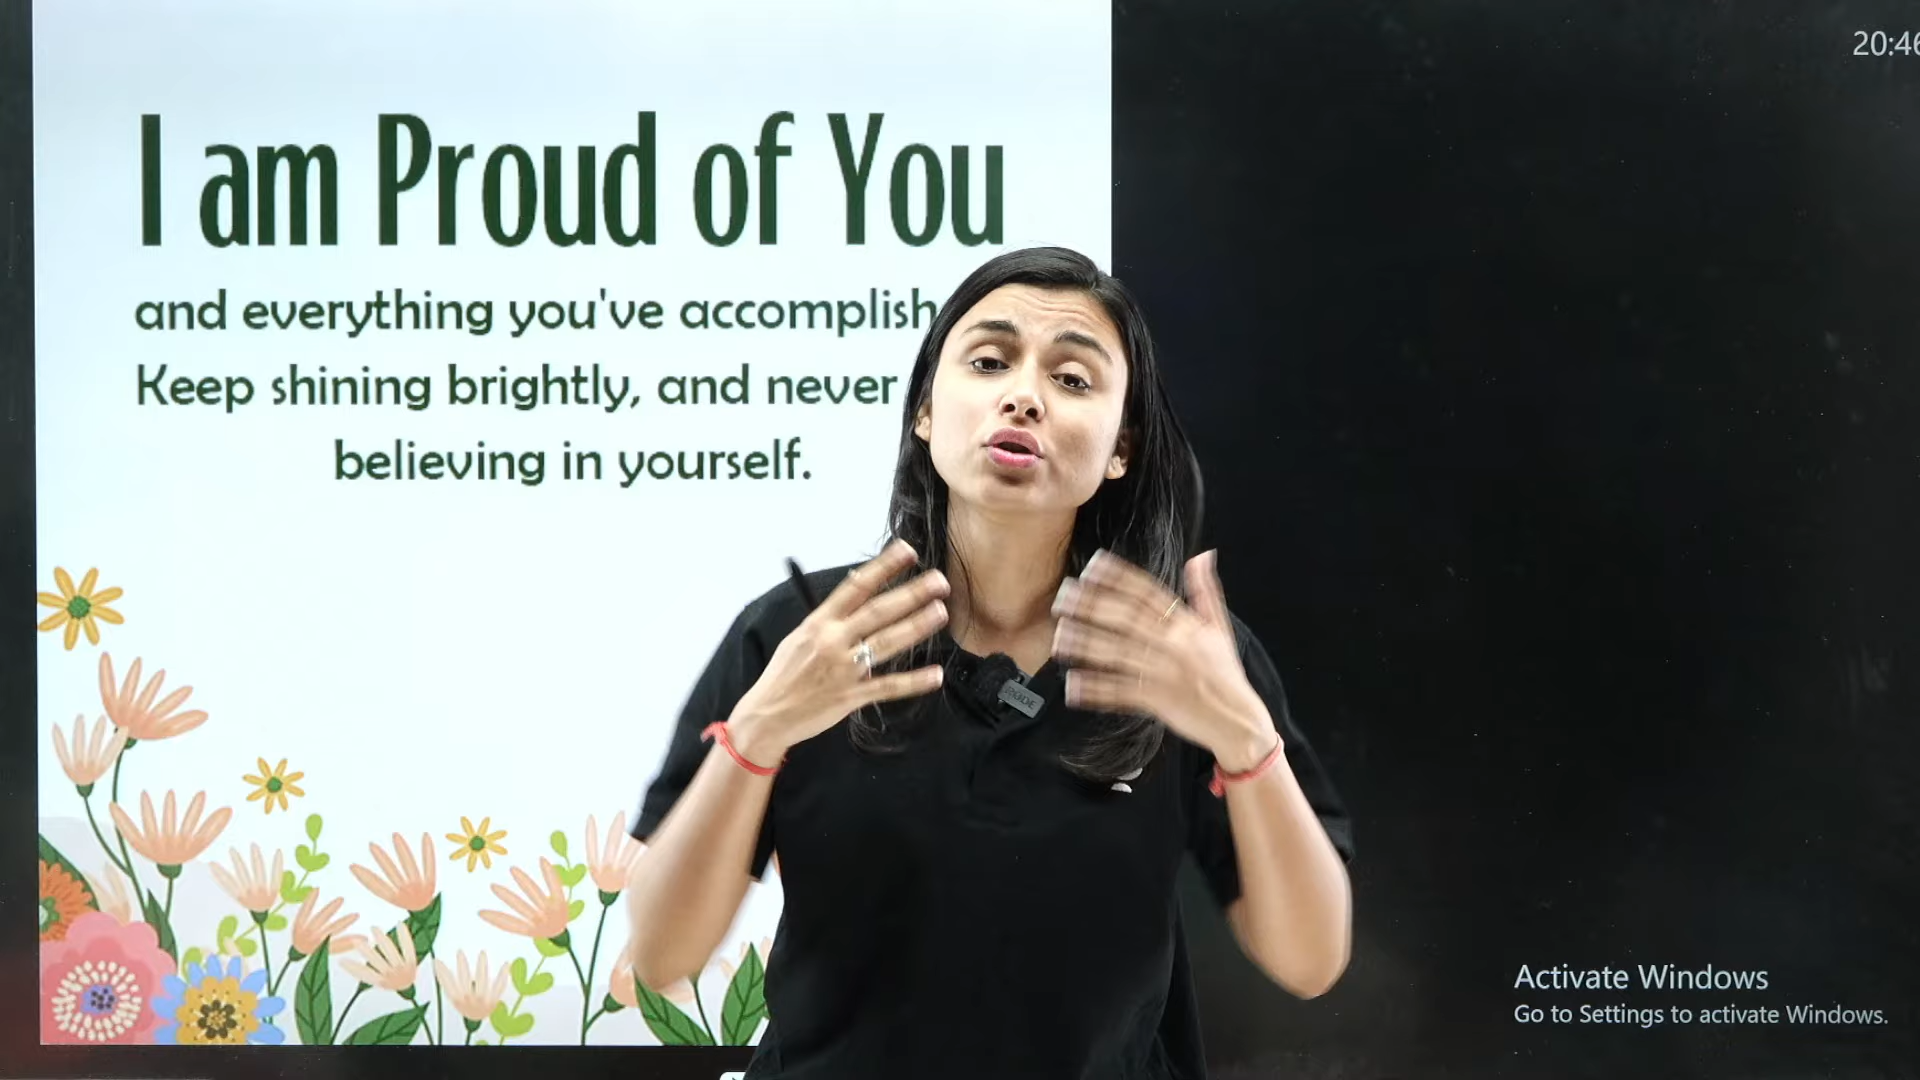 20:46
I am Proud of You
and everything you've accomplish
Keep shining brightly, and never
believing in yourself.
RØDE
Activate Windows
Go to Settings to activate Windows.